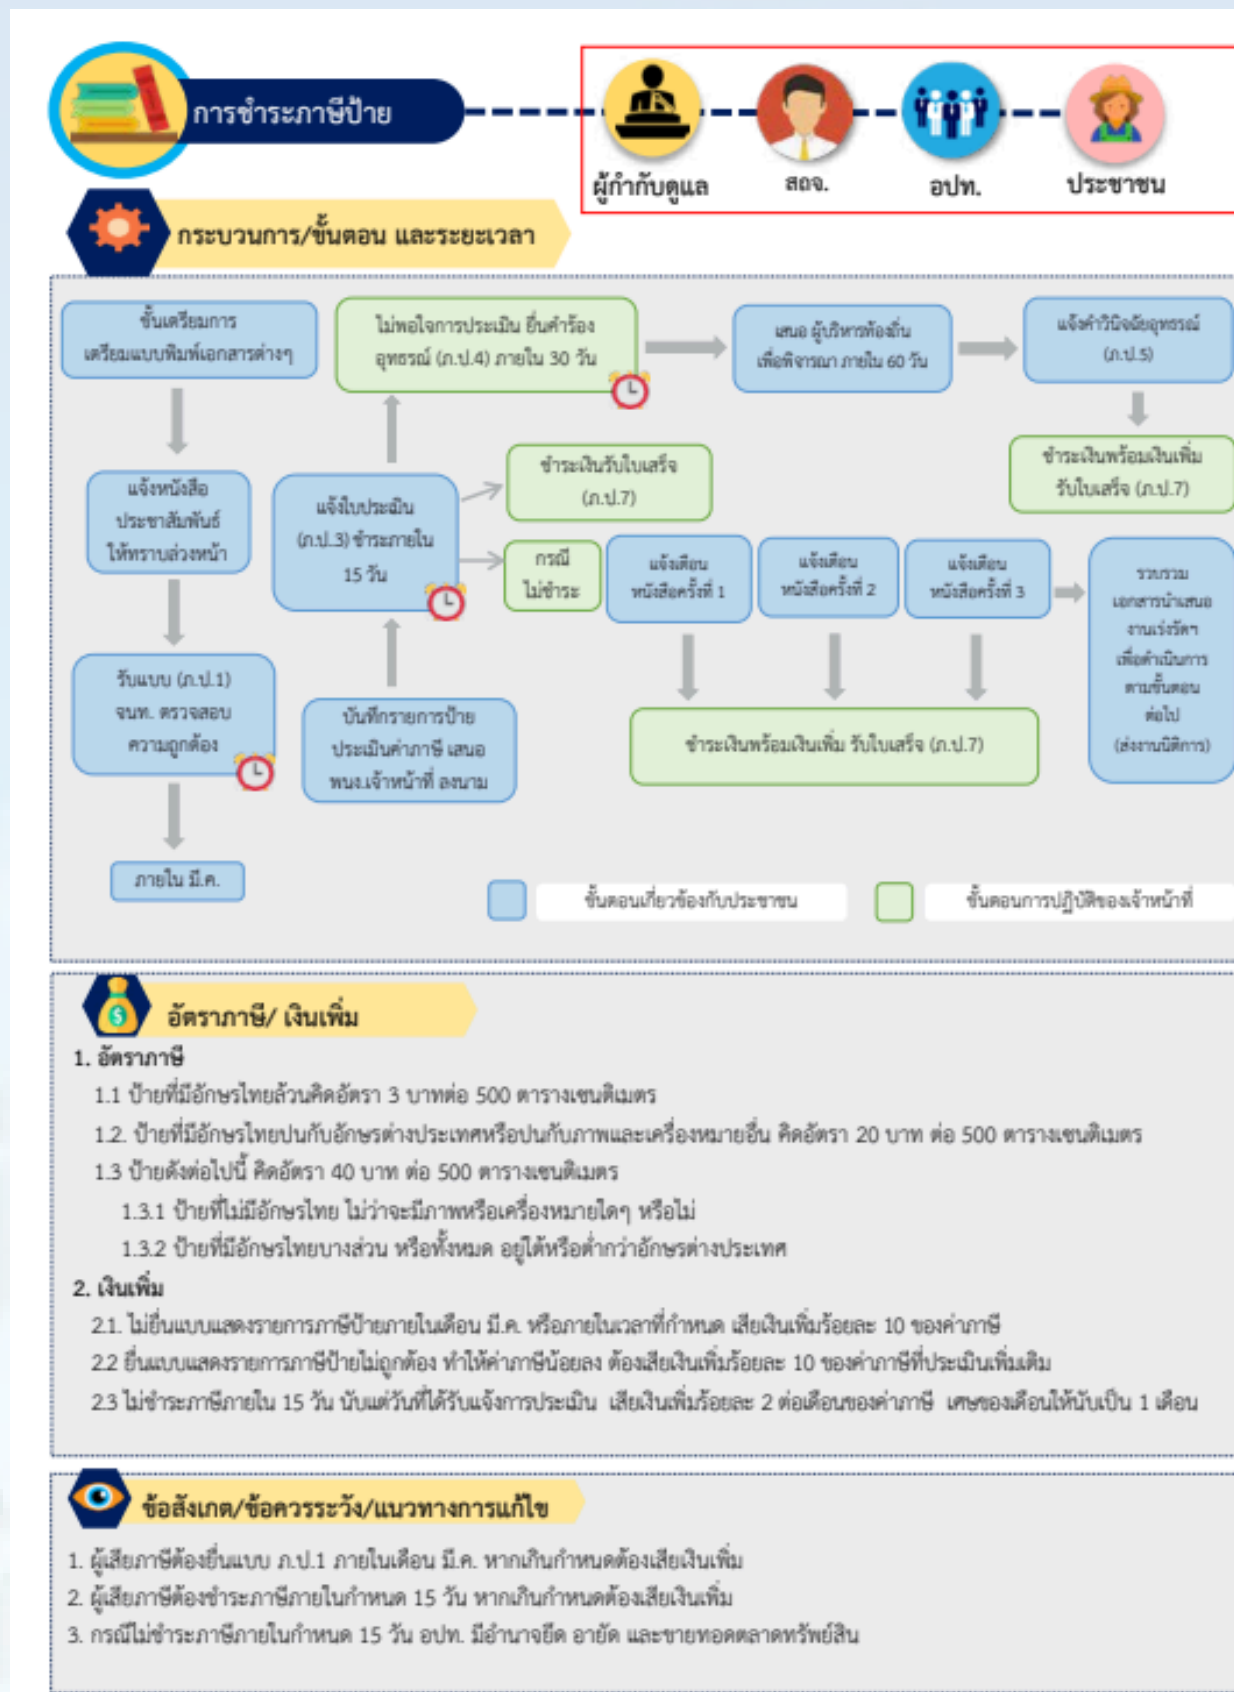 การชำระภาษีป้าย
ผู้กำกับดูแล
สถจ.
อปท.
ประชาชน
กระบวนการ/ขั้นตอน และระยะเวลา
ขั้นเตรียมการ
เตรียมแบบพิมพ์เอกสารต่างๆ
ไม่พอใจการประเมิน ยื่นคำร้อง
อุทธรณ์ (ภ.ป.4) ภายใน 30 วัน
เสนอ ผู้บริหารท้องถิ่น
เพื่อพิจารณา ภายใน 60 วัน
แจ้งคำวินิจฉัยอุทธรณ์
(ภ.ป.5)
แจ้งหนังสือ
ประชาสัมพันธ์
ให้ทราบล่วงหน้า
แจ้งใบประเมิน
(ภ.ป.3) ชำระภายใน
15 วัน
ชำระเงินรับใบเสร็จ
(ภ.ป.7)
ชำระเงินพร้อมเงินเพิ่ม
รับใบเสร็จ (ภ.ป.7)
กรณี
ไม่ชำระ
แจ้งเตือน
หนังสือครั้งที่ 1
แจ้งเตือน
หนังสือครั้งที่ 2
แจ้งเตือน
หนังสือครั้งที่ 3
รวบรวม
เอกสารนำเสนอ
งานเร่งรัดฯ
เพื่อดำเนินการ
ตามขั้นตอน
ต่อไป
(ส่งงานนิติการ)
รับแบบ (ภ.ป.1)
จนท. ตรวจสอบ
ความถูกต้อง
บันทึกรายการป้าย
ประเมินค่าภาษี เสนอ
พนง.เจ้าหน้าที่ ลงนาม
ชำระเงินพร้อมเงินเพิ่ม รับใบเสร็จ (ภ.ป.7)
ภายใน มี.ค.
ขั้นตอนเกี่ยวข้องกับประชาชน
ขั้นตอนการปฏิบัติของเจ้าหน้าที่
อัตราภาษี/ เงินเพิ่ม
1. อัตราภาษี
1.1 ป้ายที่มีอักษรไทยล้วนคิดอัตรา 3 บาทต่อ 500 ตารางเซนติเมตร
1.2. ป้ายที่มีอักษรไทยปนกับอักษรต่างประเทศหรือปนกับภาพและเครื่องหมายอื่น คิดอัตรา 20 บาท ต่อ 500 ตารางเซนติเมตร
1.3 ป้ายดังต่อไปนี้ คิดอัตรา 40 บาท ต่อ 500 ตารางเซนติเมตร
1.3.1 ป้ายที่ไม่มีอักษรไทย ไม่ว่าจะมีภาพหรือเครื่องหมายใดๆ หรือไม่
1.3.2 ป้ายที่มีอักษรไทยบางส่วน หรือทั้งหมด อยู่ใต้หรือต่ำกว่าอักษรต่างประเทศ
2. เงินเพิ่ม
2.1. ไม่ยื่นแบบแสดงรายการภาษีป้ายภายในเดือน มี.ค. หรือภายในเวลาที่กำหนด เสียเงินเพิ่มร้อยละ 10 ของค่าภาษี
2.2 ยื่นแบบแสดงรายการภาษีป้ายไม่ถูกต้อง ทำให้ค่าภาษีน้อยลง ต้องเสียเงินเพิ่มร้อยละ 10 ของค่าภาษีที่ประเมินเพิ่มเติม
2.3 ไม่ชำระภาษีภายใน 15 วัน นับแต่วันที่ได้รับแจ้งการประเมิน เสียเงินเพิ่มร้อยละ 2 ต่อเดือนของค่าภาษี เศษของเดือนให้นับเป็น 1 เดือน
ข้อสังเกต/ข้อควรระวัง/แนวทางการแก้ไข
1. ผู้เสียภาษีต้องยื่นแบบ ภ.ป.1 ภายในเดือน มี.ค. หากเกินกำหนดต้องเสียเงินเพิ่ม
2. ผู้เสียภาษีต้องชำระภาษีภายในกำหนด 15 วัน หากเกินกำหนดต้องเสียเงินเพิ่ม
3. กรณีไม่ชำระภาษีภายในกำหนด 15 วัน อปท. มีอำนาจยึด อายัด และขายทอดตลาดทรัพย์สิน